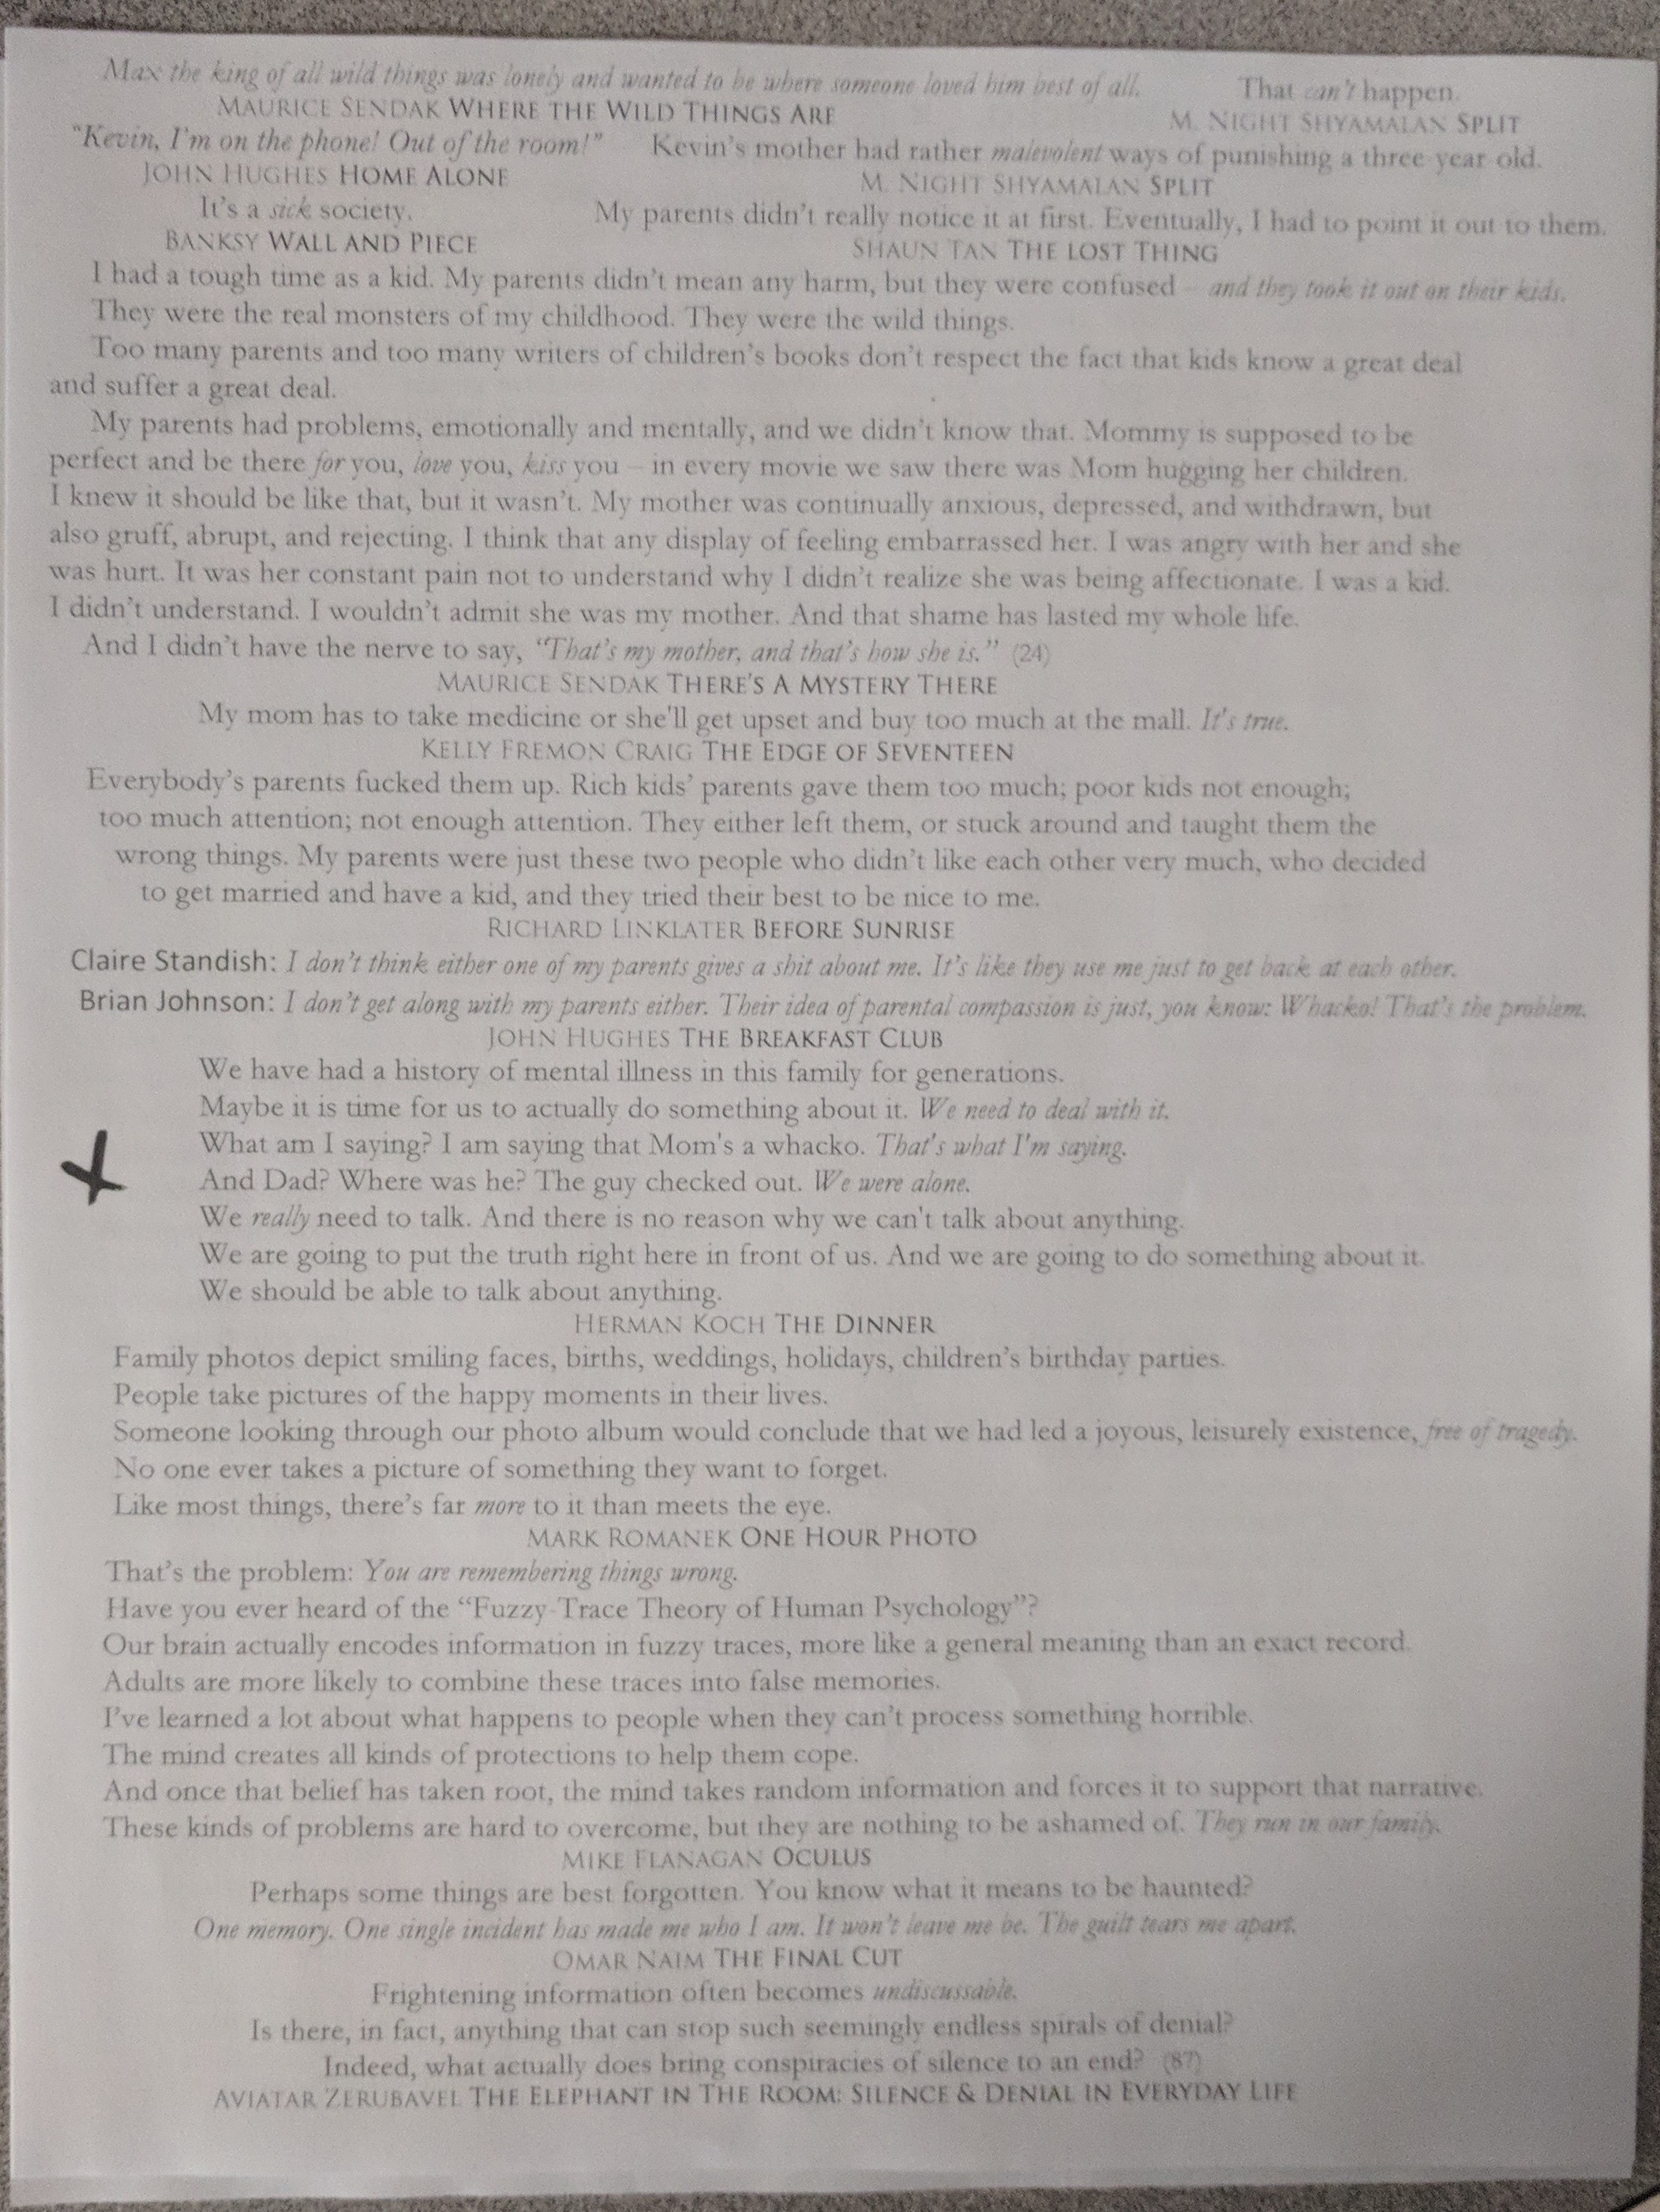 Max the king of all wild things was lonely and wanted to be where someone loved him best of all. That can't happen.
MAURICE SENDAK WHERE THE WILD THINGS ARE M. NIGHT SHYAMALAN SPLIT
"Kevin, I'm on the phone! Out of the room!" Kevin's mother had rather malevolent ways of punishing a three year old.
JOHN HUGHES HOME ALONE M. NIGHT SHYAMALAN SPLIT
It's a sick society. My parents didn't really notice it at first. Eventually, I had to point it out to them.
BANKSY WALL AND PIECE SHAUN TAN THE LOST THING
I had a tough time as a kid. My parents didn't mean any harm, but they were confused – and they took it out on their kids.
They were the real monsters of my childhood. They were the wild things.
Too many parents and too many writers of children's books don't respect the fact that kids know a great deal
and suffer a great deal.
My parents had problems, emotionally and mentally, and we didn't know that. Mommy is supposed to be
perfect and be there for you, love you, kiss you – in every movie we saw there was Mom hugging her children.
I knew it should be like that, but it wasn't. My mother was continually anxious, depressed, and withdrawn, but
also gruff, abrupt, and rejecting. I think that any display of feeling embarrassed her. I was angry with her and she
was hurt. It was her constant pain not to understand why I didn't realize she was being affectionate. I was a kid.
I didn't understand. I wouldn't admit she was my mother. And that shame has lasted my whole life.
And I didn't have the nerve to say, "That's my mother, and that's how she is." (24)
MAURICE SENDAK THERE'S A MYSTERY THERE
My mom has to take medicine or she'll get upset and buy too much at the mall. It's true.
KELLY FREMON CRAIG THE EDGE OF SEVENTEEN
Everybody's parents fucked them up. Rich kids' parents gave them too much; poor kids not enough;
too much attention; not enough attention. They either left them, or stuck around and taught them the
wrong things. My parents were just these two people who didn't like each other very much, who decided
to get married and have a kid, and they tried their best to be nice to me.
RICHARD LINKLATER BEFORE SUNRISE
Claire Standish: I don't think either one of my parents gives a shit about me. It's like they use me just to get back at each other.
Brian Johnson: I don't get along with my parents either. Their idea of parental compassion is just, you know: Whacko! That's the problem.
JOHN HUGHES THE BREAKFAST CLUB
We have had a history of mental illness in this family for generations.
Maybe it is time for us to actually do something about it. We need to deal with it.
What am I saying? I am saying that Mom's a whacko. That's what I'm saying.
And Dad? Where was he? The guy checked out. We were alone.
We really need to talk. And there is no reason why we can't talk about anything.
We are going to put the truth right here in front of us. And we are going to do something about it.
We should be able to talk about anything.
HERMAN KOCH THE DINNER
Family photos depict smiling faces, births, weddings, holidays, children's birthday parties.
People take pictures of the happy moments in their lives.
Someone looking through our photo album would conclude that we had led a joyous, leisurely existence, free of tragedy.
No one ever takes a picture of something they want to forget.
Like most things, there's far more to it than meets the eye.
MARK ROMANEK ONE HOUR PHOTO
That's the problem: You are remembering things wrong.
Have you ever heard of the "Fuzzy-Trace Theory of Human Psychology"?
Our brain actually encodes information in fuzzy traces, more like a general meaning than an exact record.
Adults are more likely to combine these traces into false memories.
I've learned a lot about what happens to people when they can't process something horrible.
The mind creates all kinds of protections to help them cope.
And once that belief has taken root, the mind takes random information and forces it to support that narrative.
These kinds of problems are hard to overcome, but they are nothing to be ashamed of. They run in our family.
MIKE FLANAGAN OCULUS
Perhaps some things are best forgotten. You know what it means to be haunted?
One memory. One single incident has made me who I am. It won't leave me be. The guilt tears me apart.
OMAR NAIM THE FINAL CUT
Frightening information often becomes undiscussable.
Is there, in fact, anything that can stop such seemingly endless spirals of denial?
Indeed, what actually does bring conspiracies of silence to an end? (87)
AVIATAR ZERUBAVEL THE ELEPHANT IN THE ROOM: SILENCE & DENIAL IN EVERYDAY LIFE